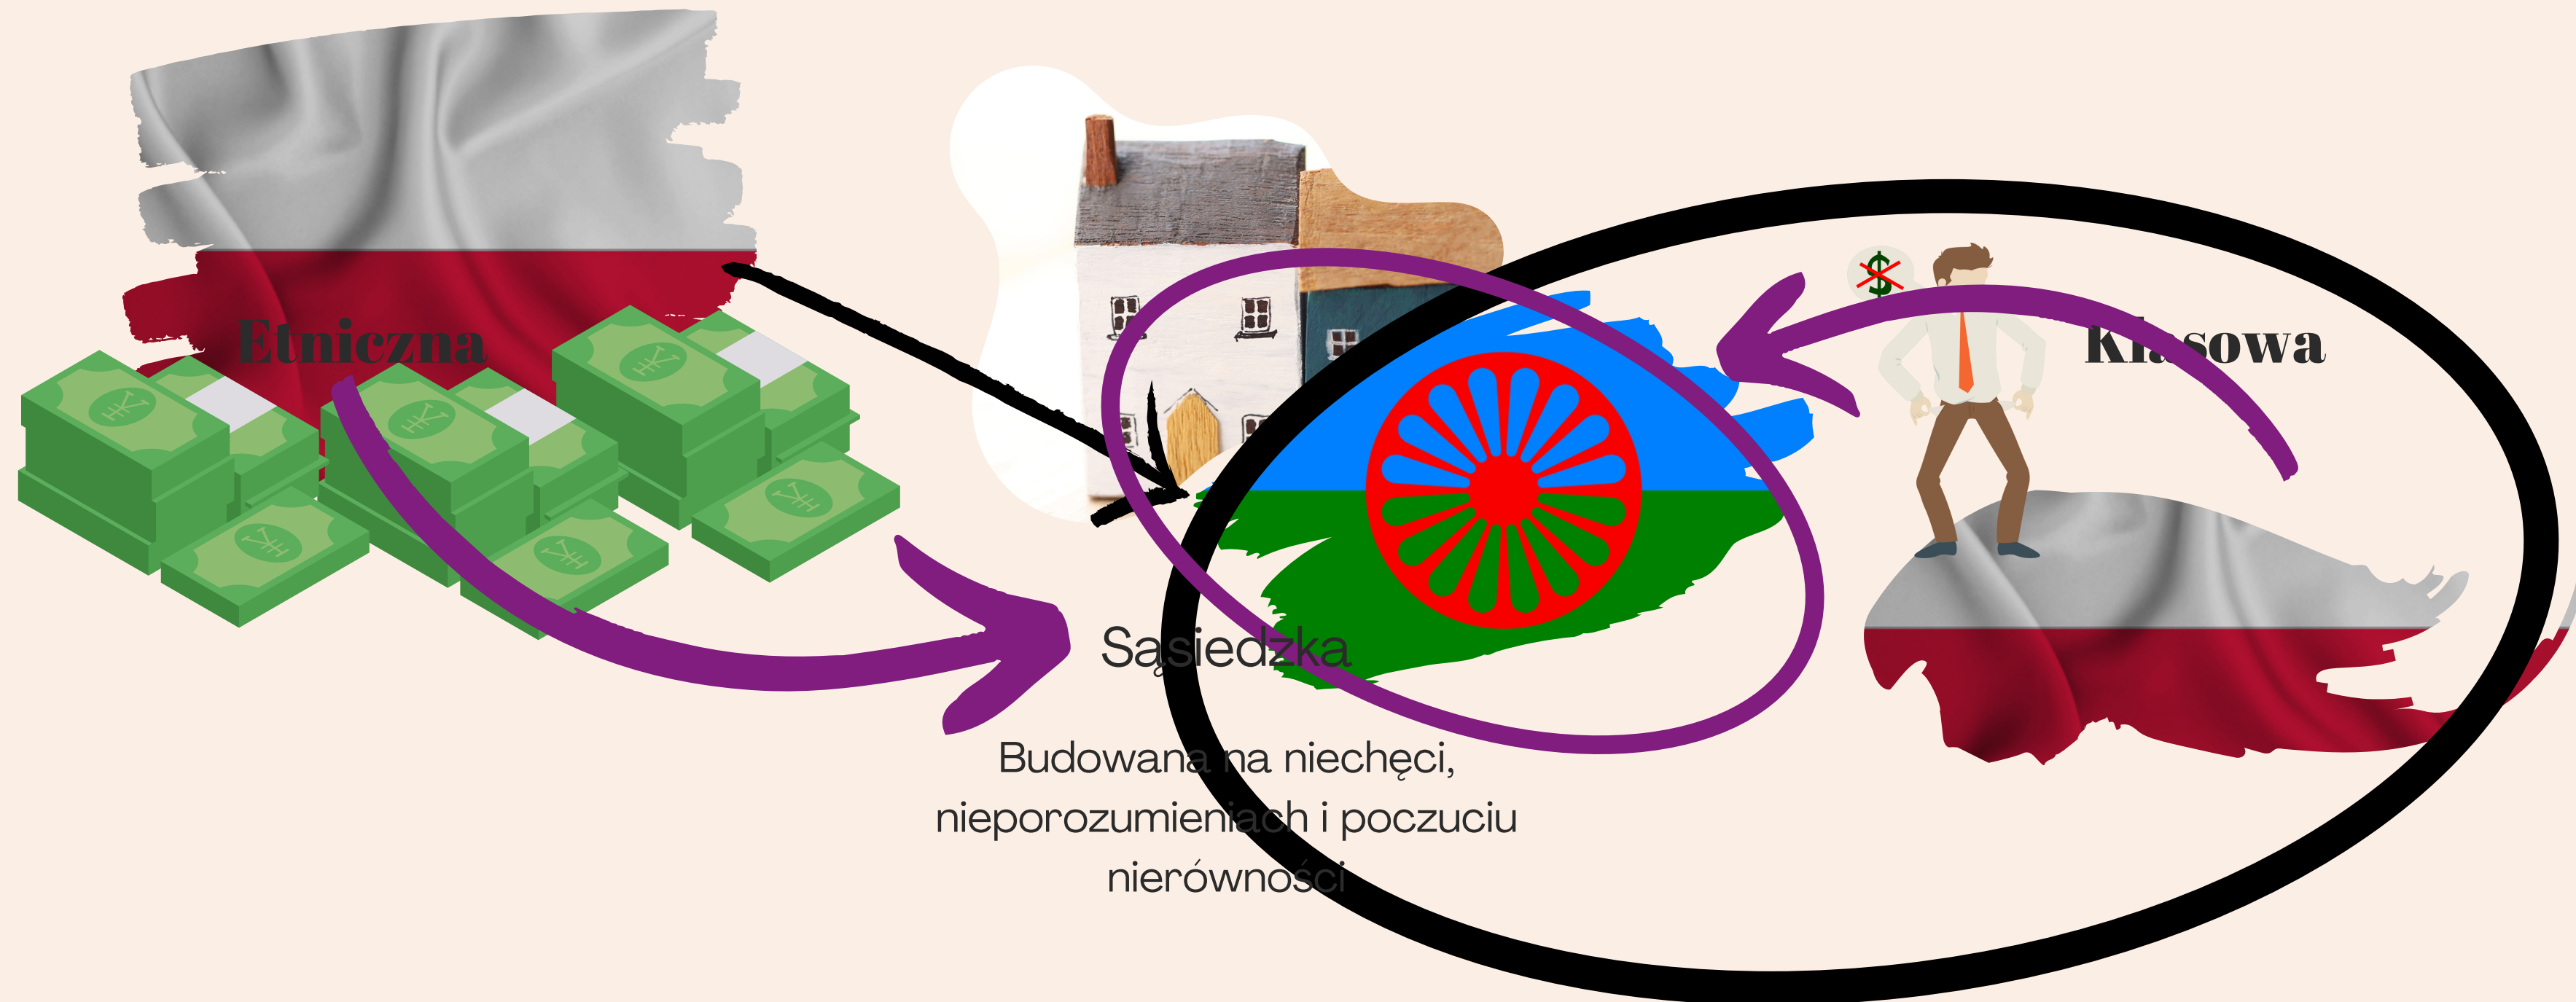 Etniczna
Klasowa
Sąsiedzka
Budowana na niechęci,
nieporozumieniach i poczuciu
nierówności